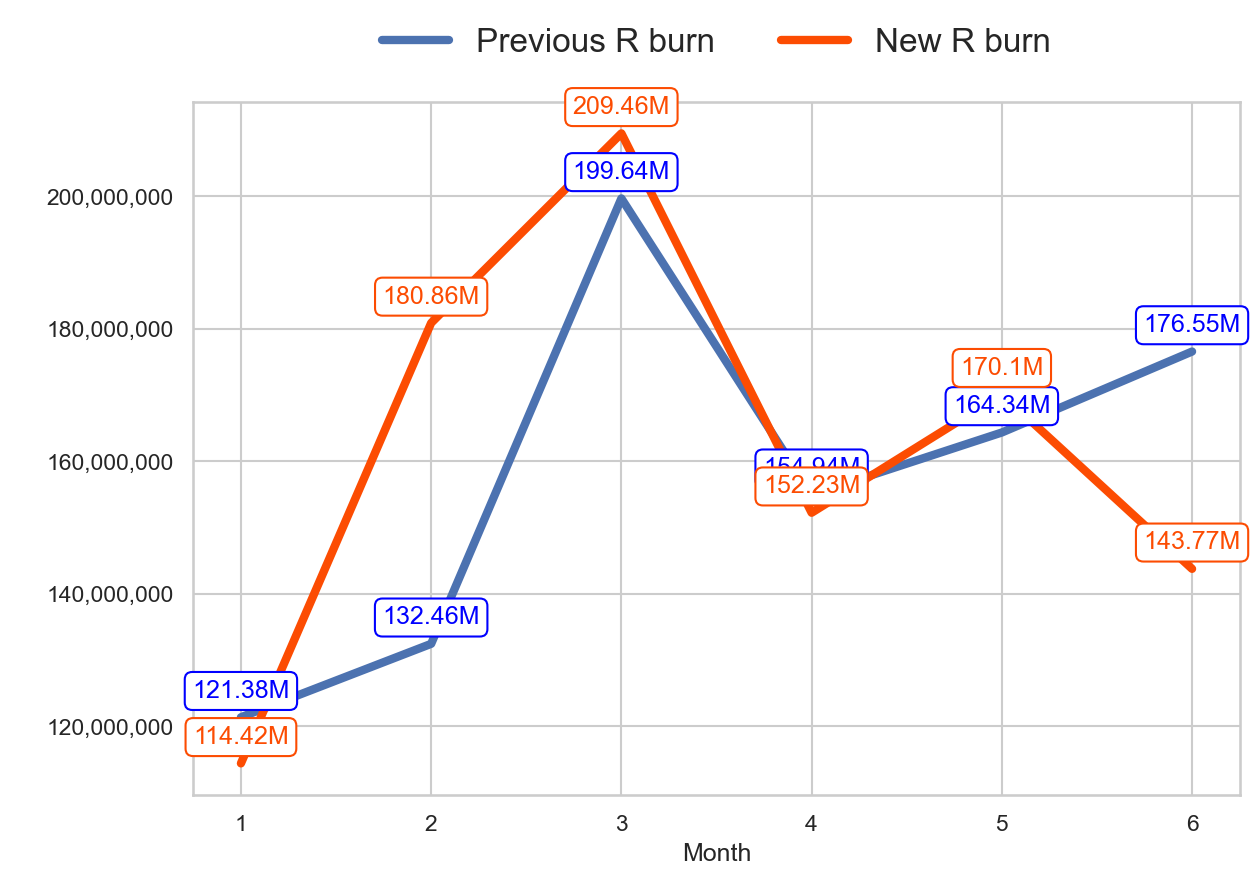 Previous R burn New R burn
209.46M
199.64M
200,000,000
180.86M
180,000,000
176.55M
170.1M
164.34M
160,000,000
154.94M
152.23M
143.77M
140,000,000
132.46M
121.38M
120,000,000
114.42M
1 2 3 4 5 6
Month